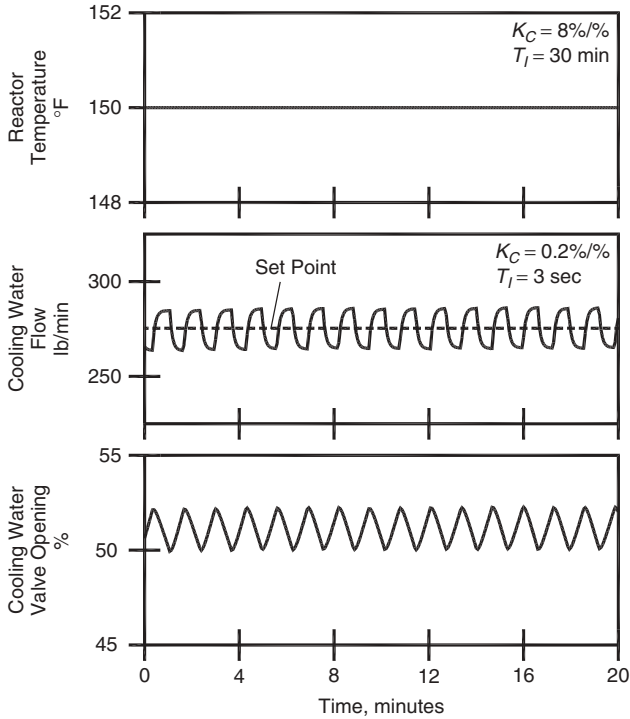 152
K_C = 8%/%
T_I = 30 min
Reactor
Temperature
°F
150
148
K_C = 0.2%/%
T_I = 3 sec
Set Point
300
Cooling Water
Flow
lb/min
250
55
Cooling Water
Valve Opening
%
50
45
0 4 8 12 16 20
Time, minutes